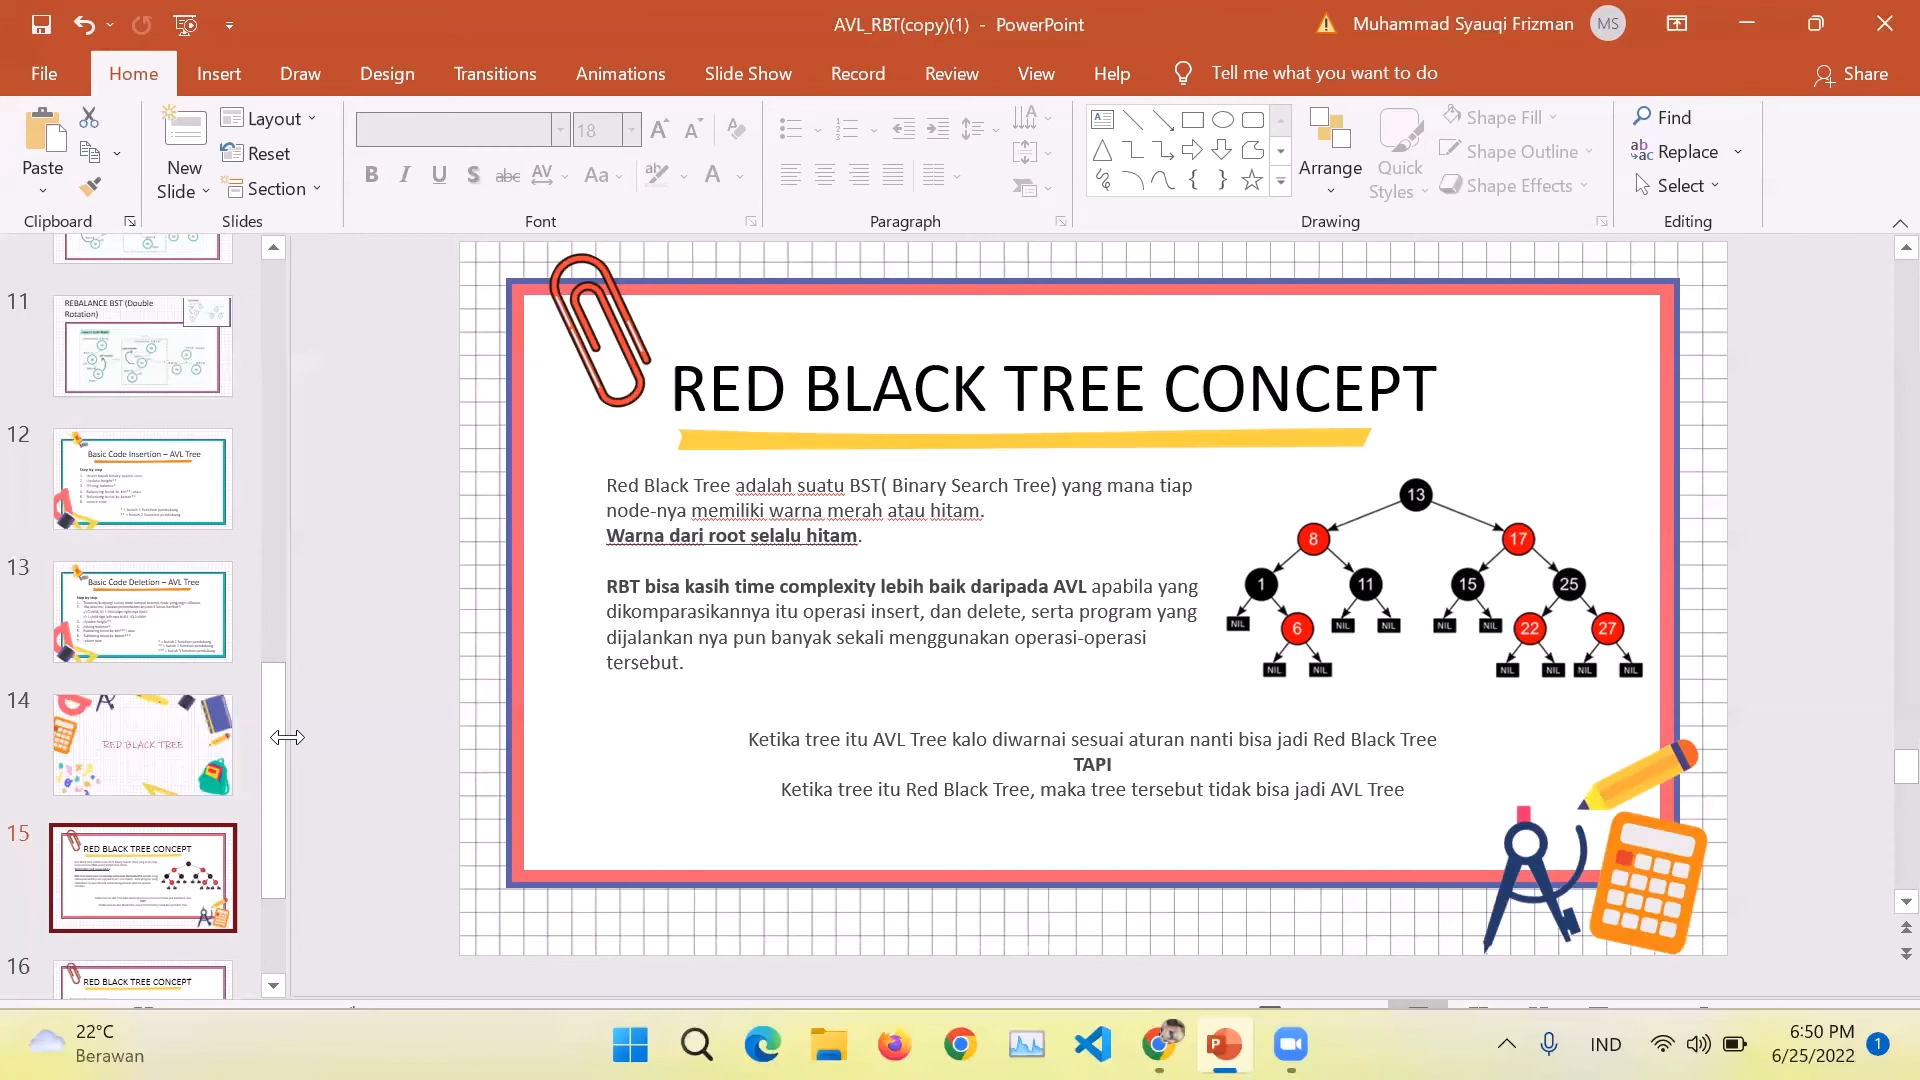 AVL_RBT(copy)(1) - PowerPoint
Muhammad Syauqi Frizman
MS
File
Home
Insert
Draw
Design
Transitions
Animations
Slide Show
Record
Review
View
Help
Tell me what you want to do
Share
Paste
New
Slide
Layout
Reset
Section
18
B I U S abc AV Aa A
Arrange
Quick
Styles
Shape Fill
Shape Outline
Shape Effects
Find
Replace
Select
Clipboard
Slides
Font
Paragraph
Drawing
Editing
11
REBALANCE BST (Double
Rotation)
12
Basic Code Insertion – AVL Tree
Step by step
13
Basic Code Deletion – AVL Tree
Step by step
14
RED BLACK TREE
15
RED BLACK TREE CONCEPT
16
RED BLACK TREE CONCEPT
RED BLACK TREE CONCEPT
Red Black Tree adalah suatu BST( Binary Search Tree) yang mana tiap
node-nya memiliki warna merah atau hitam.
Warna dari root selalu hitam.
RBT bisa kasih time complexity lebih baik daripada AVL apabila yang
dikomparasikannya itu operasi insert, dan delete, serta program yang
dijalankan nya pun banyak sekali menggunakan operasi-operasi
tersebut.
13
8 17
1 11 15 25
NIL 6 NIL NIL NIL NIL 22 27
NIL NIL NIL NIL NIL NIL
Ketika tree itu AVL Tree kalo diwarnai sesuai aturan nanti bisa jadi Red Black Tree
TAPI
Ketika tree itu Red Black Tree, maka tree tersebut tidak bisa jadi AVL Tree
22°C
Berawan
IND
6:50 PM
6/25/2022
1